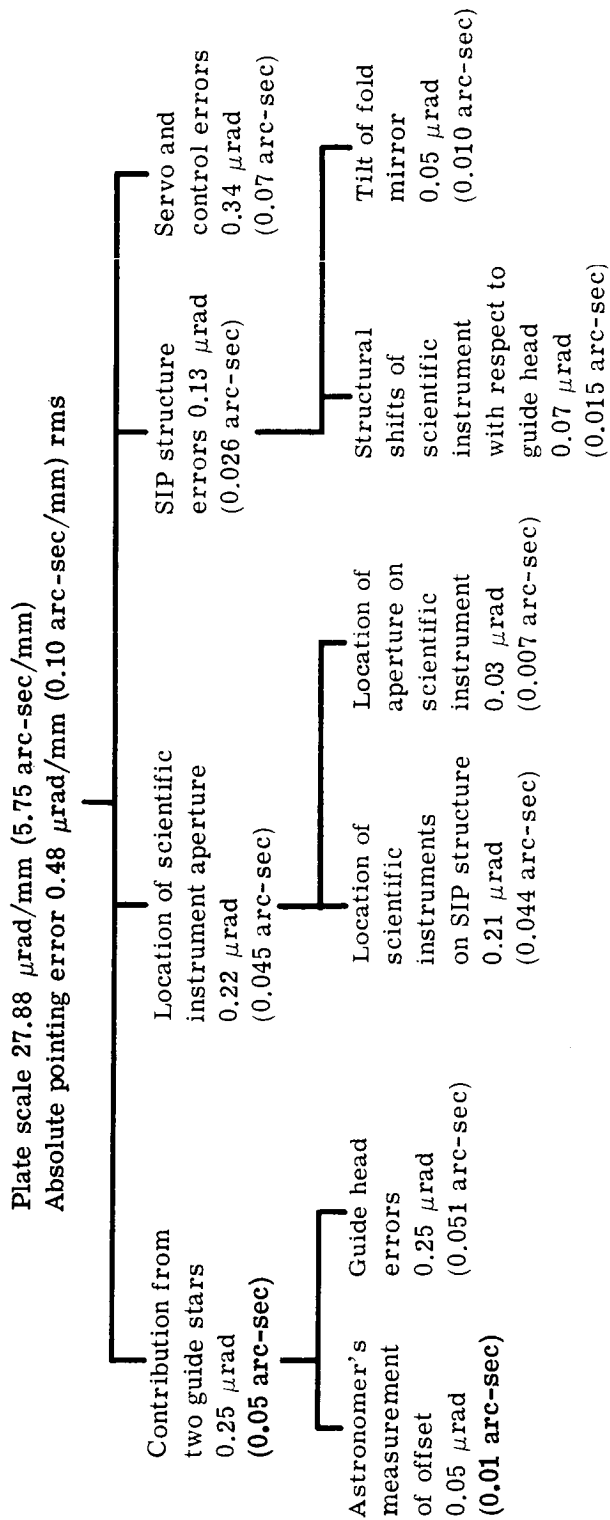 Plate scale 27.88 μrad/mm (5.75 arc-sec/mm)
Absolute pointing error 0.48 μrad/mm (0.10 arc-sec/mm) rms
Contribution from
two guide stars
0.25 μrad
(0.05 arc-sec)
Location of scientific
instrument aperture
0.22 μrad
(0.045 arc-sec)
SIP structure
errors 0.13 μrad
(0.026 arc-sec)
Servo and
control errors
0.34 μrad
(0.07 arc-sec)
Astronomer's
measurement
of offset
0.05 μrad
(0.01 arc-sec)
Guide head
errors
0.25 μrad
(0.051 arc-sec)
Location of
scientific
instruments
on SIP structure
0.21 μrad
(0.044 arc-sec)
Location of
aperture on
scientific
instrument
0.03 μrad
(0.007 arc-sec)
Structural
shifts of
scientific
instrument
with respect to
guide head
0.07 μrad
(0.015 arc-sec)
Tilt of fold
mirror
0.05 μrad
(0.010 arc-sec)